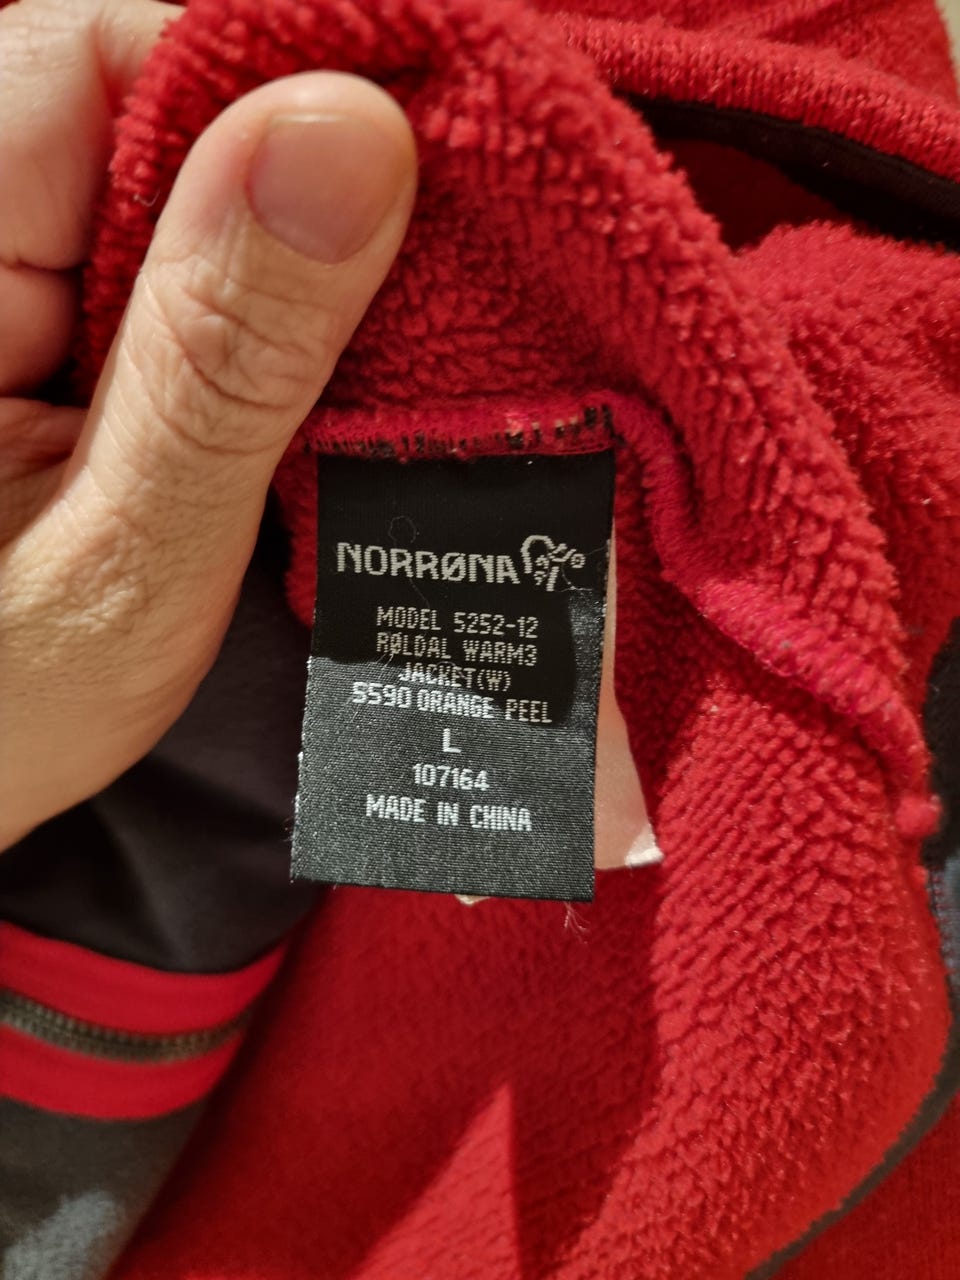 NORRØNA
MODEL 5252-12
RØLDAL WARM3
JACKET(W)
5590 ORANGE PEEL
L
107164
MADE IN CHINA